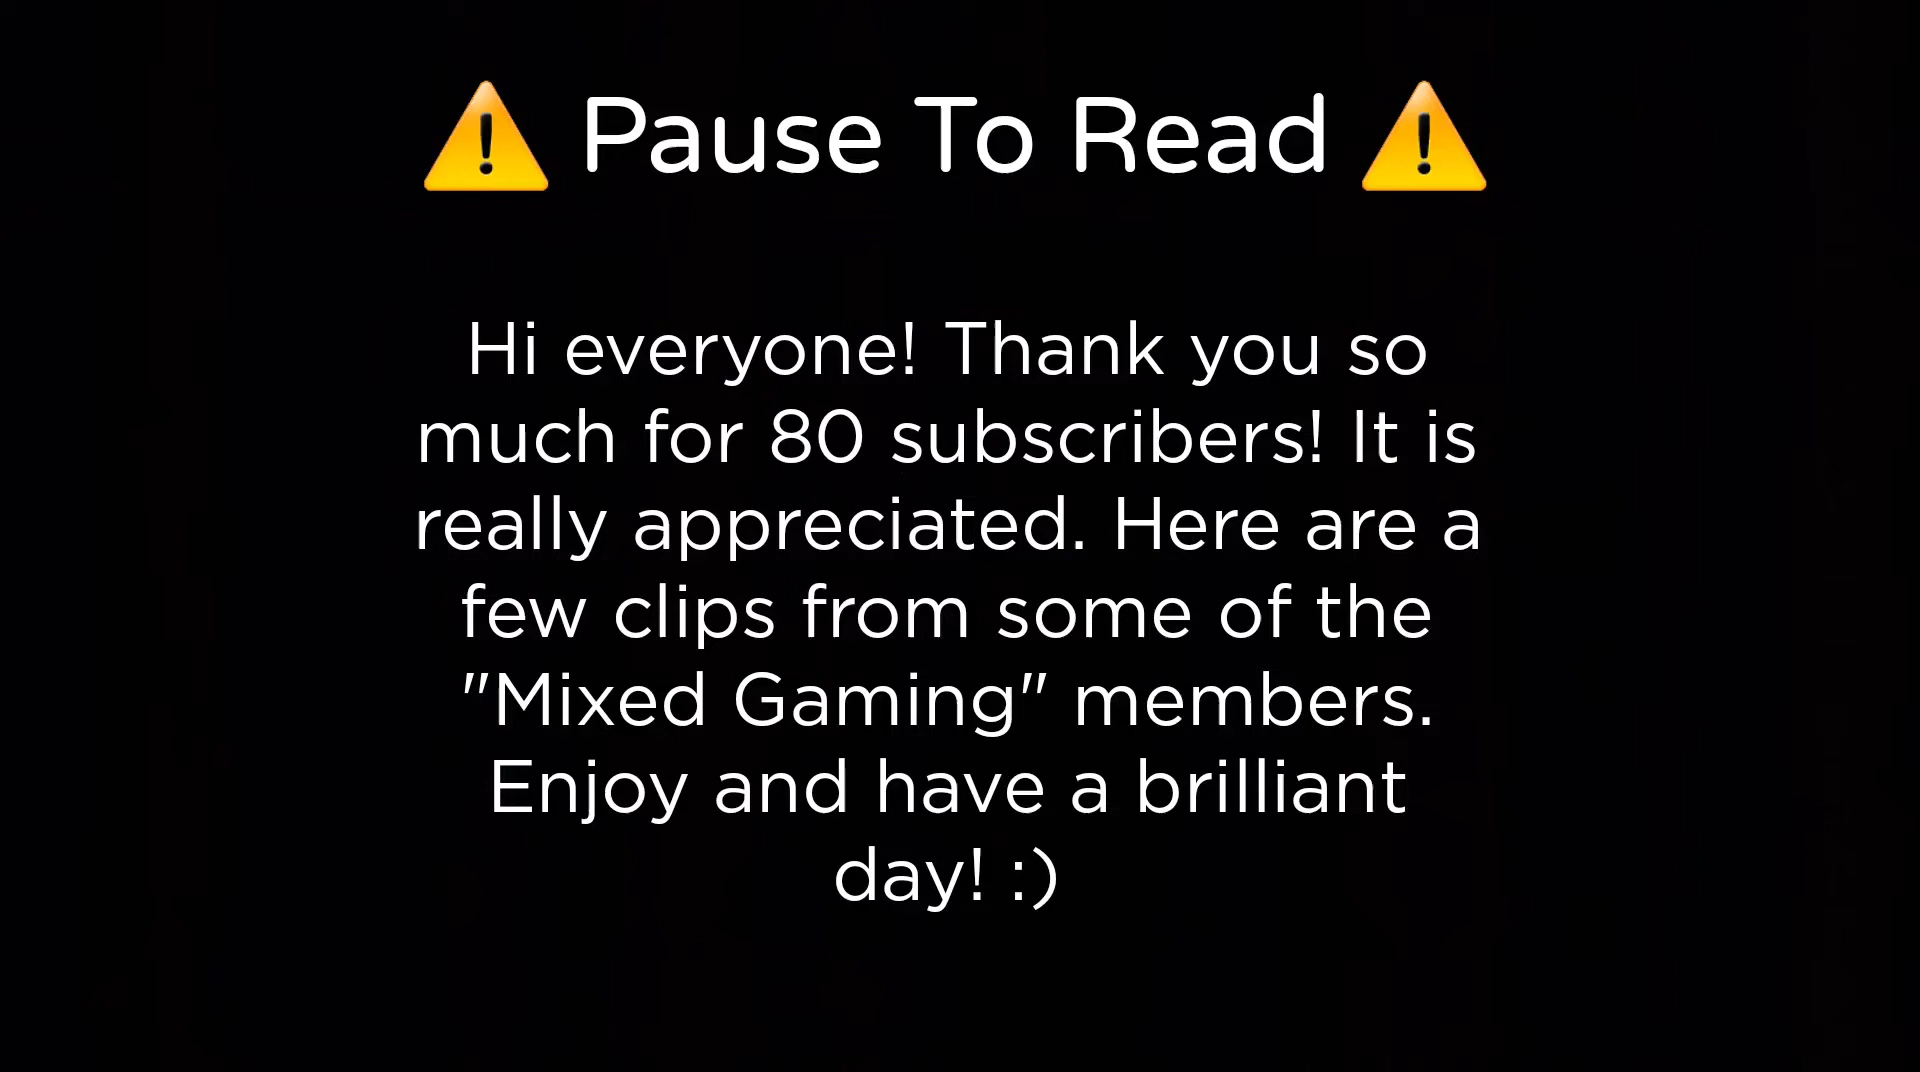 ⚠️ Pause To Read ⚠️
Hi everyone! Thank you so
much for 80 subscribers! It is
really appreciated. Here are a
few clips from some of the
"Mixed Gaming" members.
Enjoy and have a brilliant
day! :)